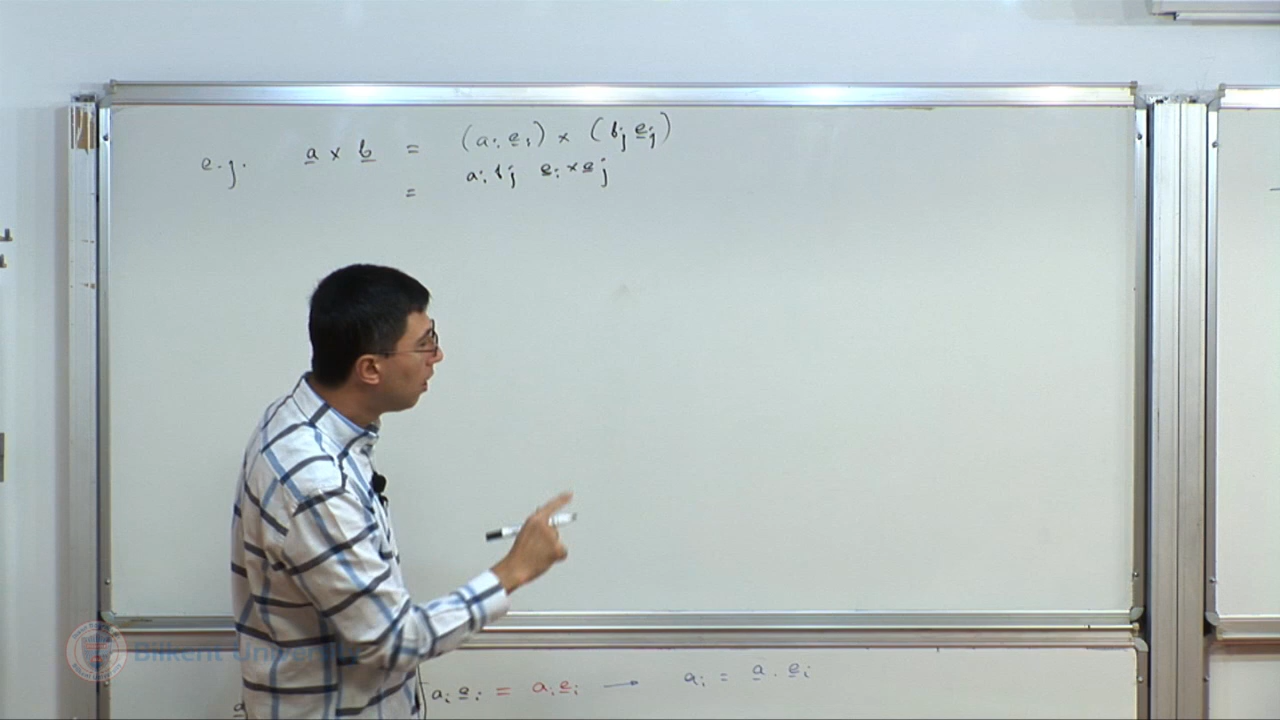 e.g. a × b = (aᵢ eᵢ) × (bⱼ eⱼ)
= aᵢ bⱼ eᵢ × eⱼ
Bilkent University
a
aᵢ eᵢ = aᵢ eᵢ → aᵢ = a · eᵢ